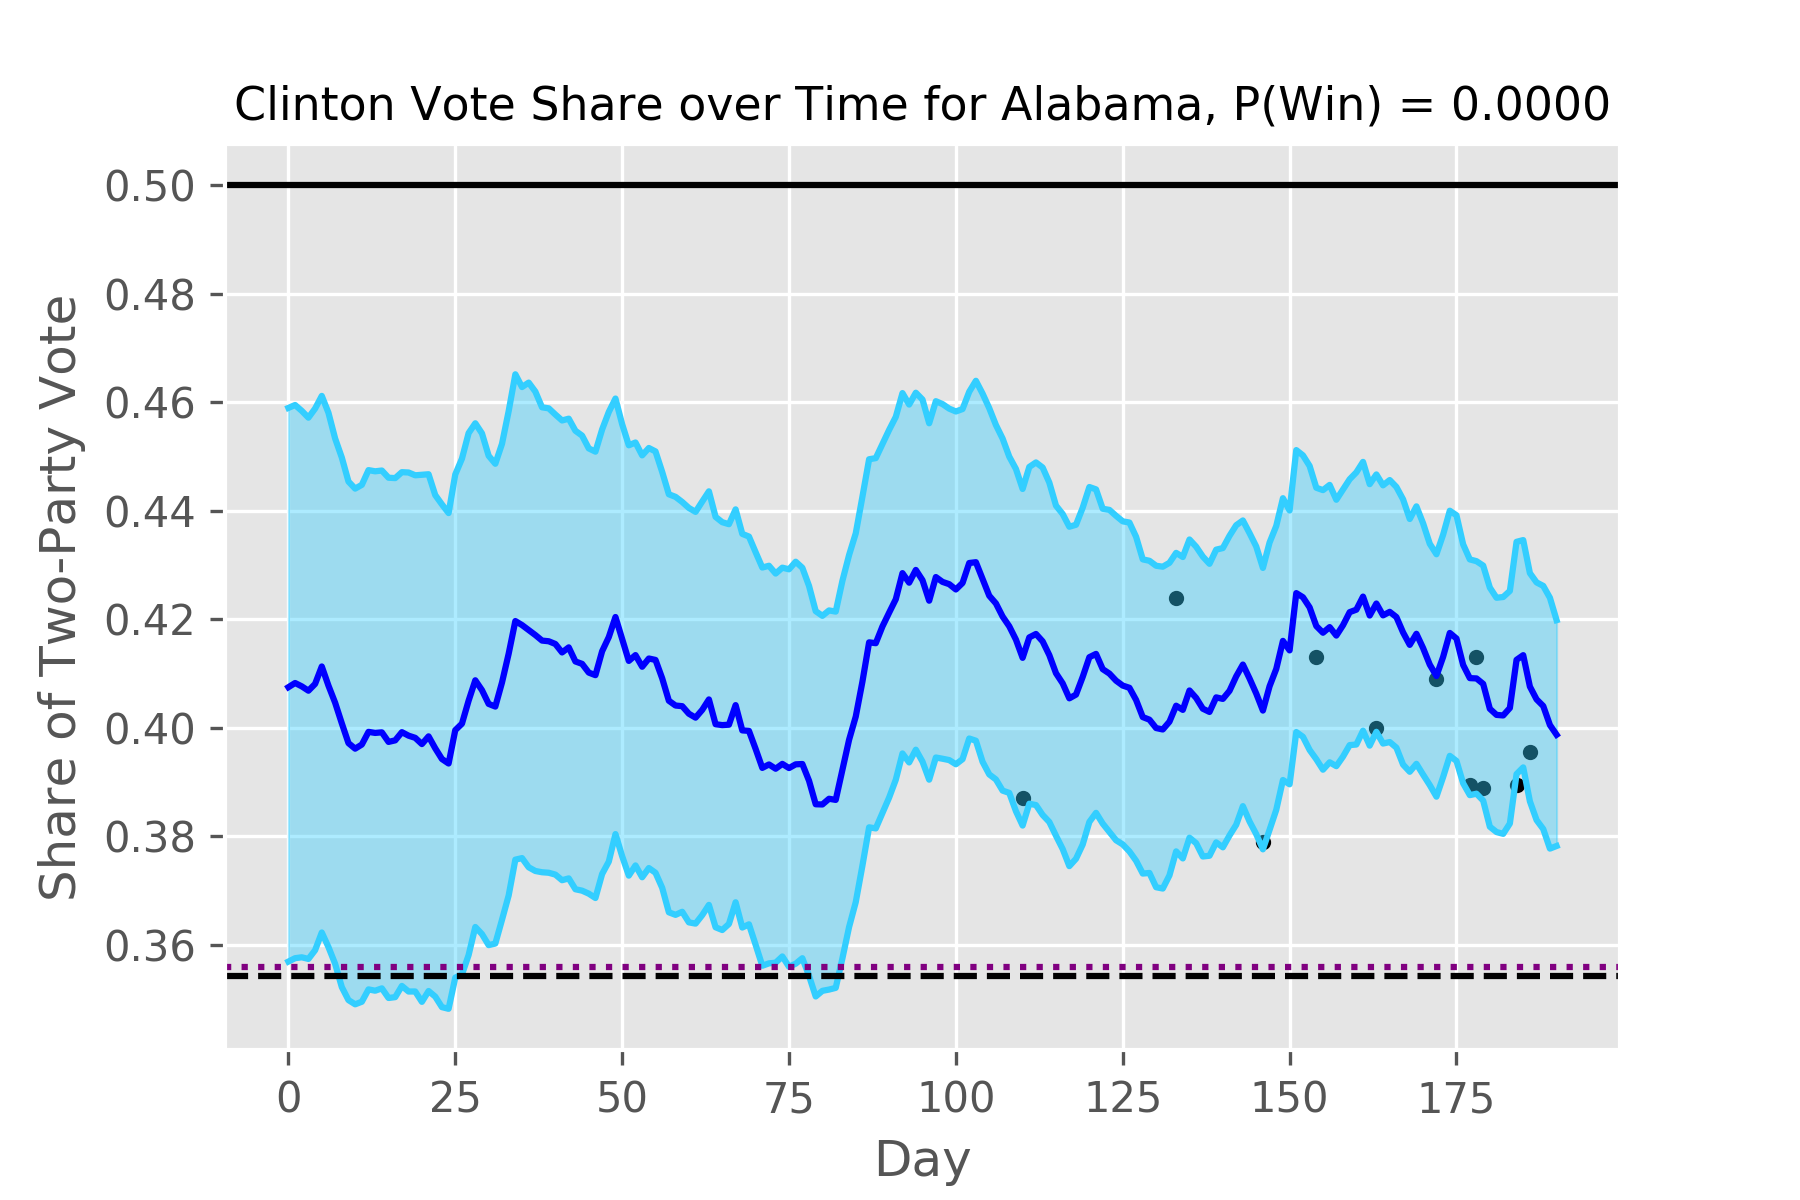 Clinton Vote Share over Time for Alabama, P(Win) = 0.0000
Share of Two-Party Vote
0.50
0.48
0.46
0.44
0.42
0.40
0.38
0.36
0 25 50 75 100 125 150 175
Day